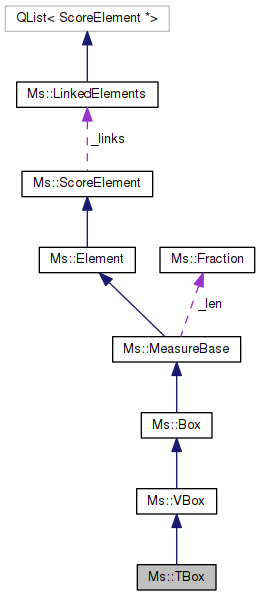 QList< ScoreElement *>
Ms::LinkedElements
_links
Ms::ScoreElement
Ms::Element
Ms::Fraction
_len
Ms::MeasureBase
Ms::Box
Ms::VBox
Ms::TBox